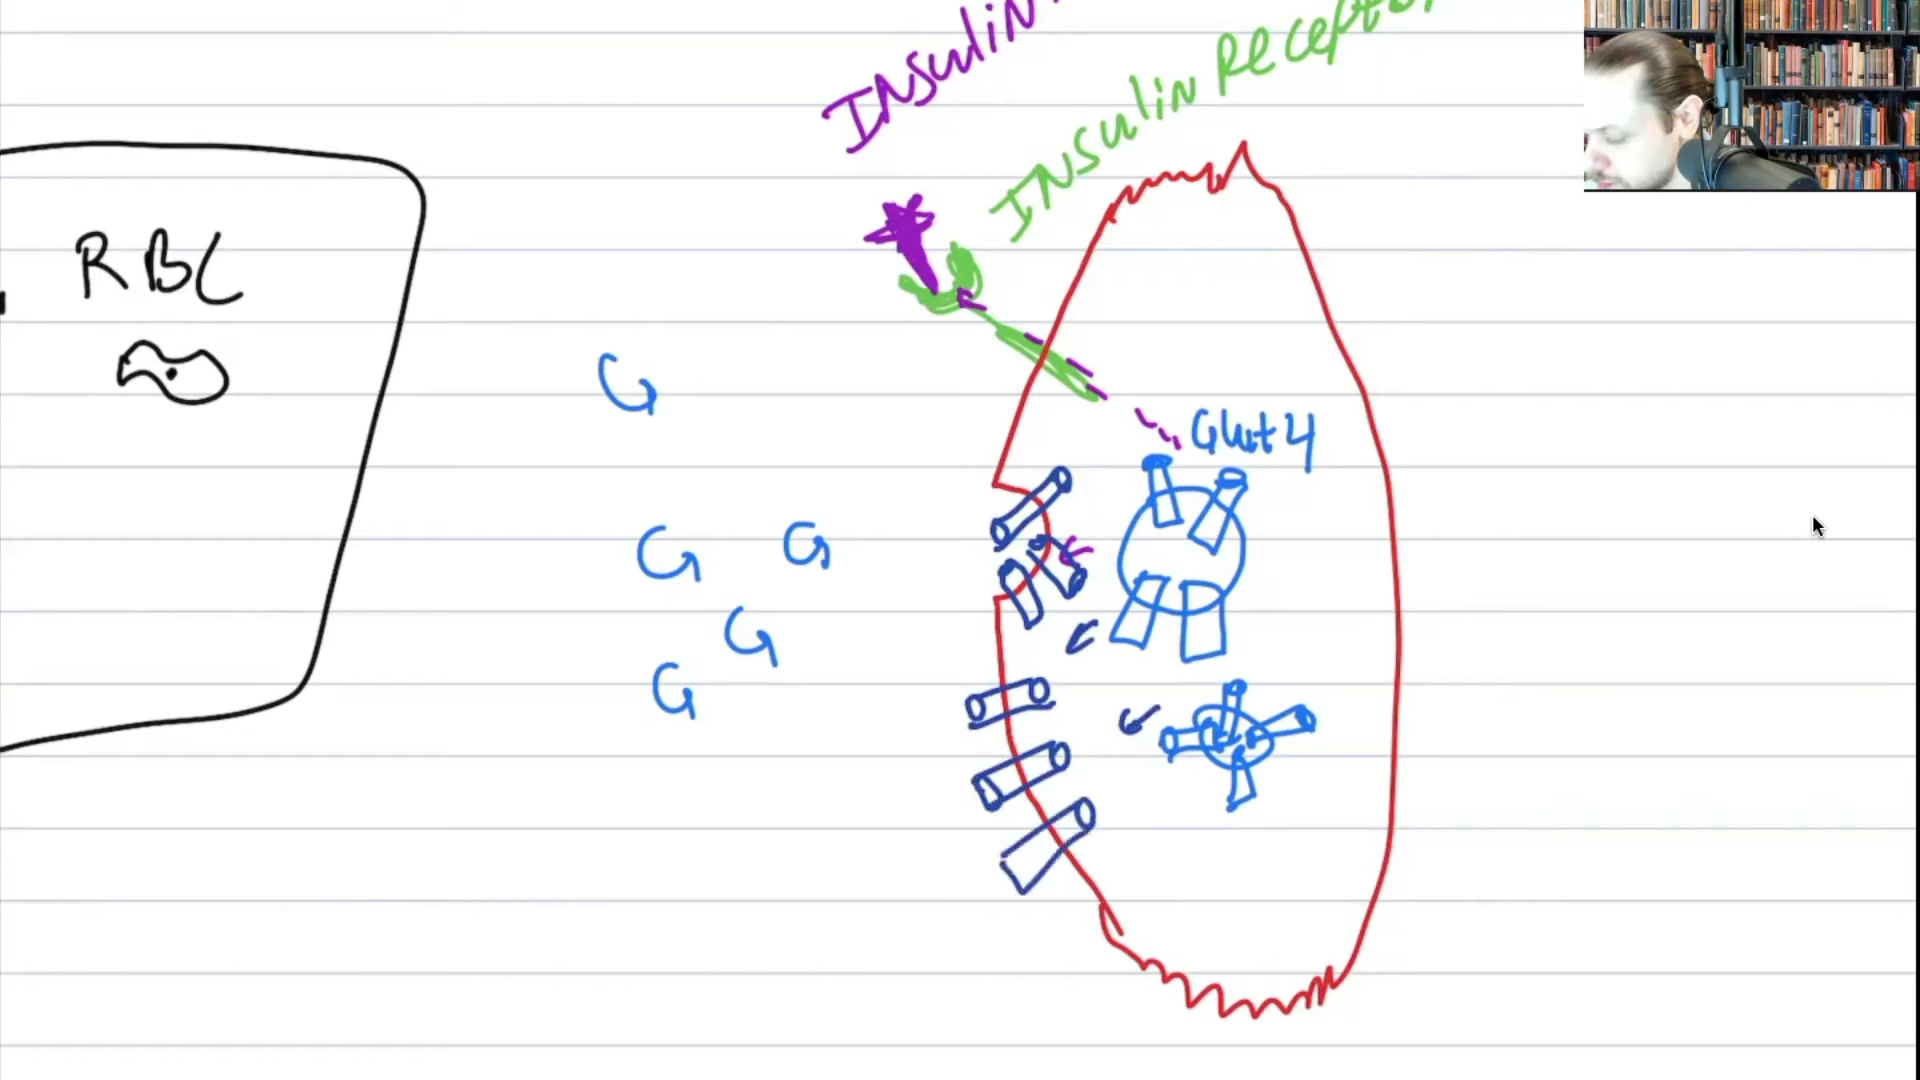 Insulin
Insulin Receptor
RBC
G
Glut4
G G
G
G